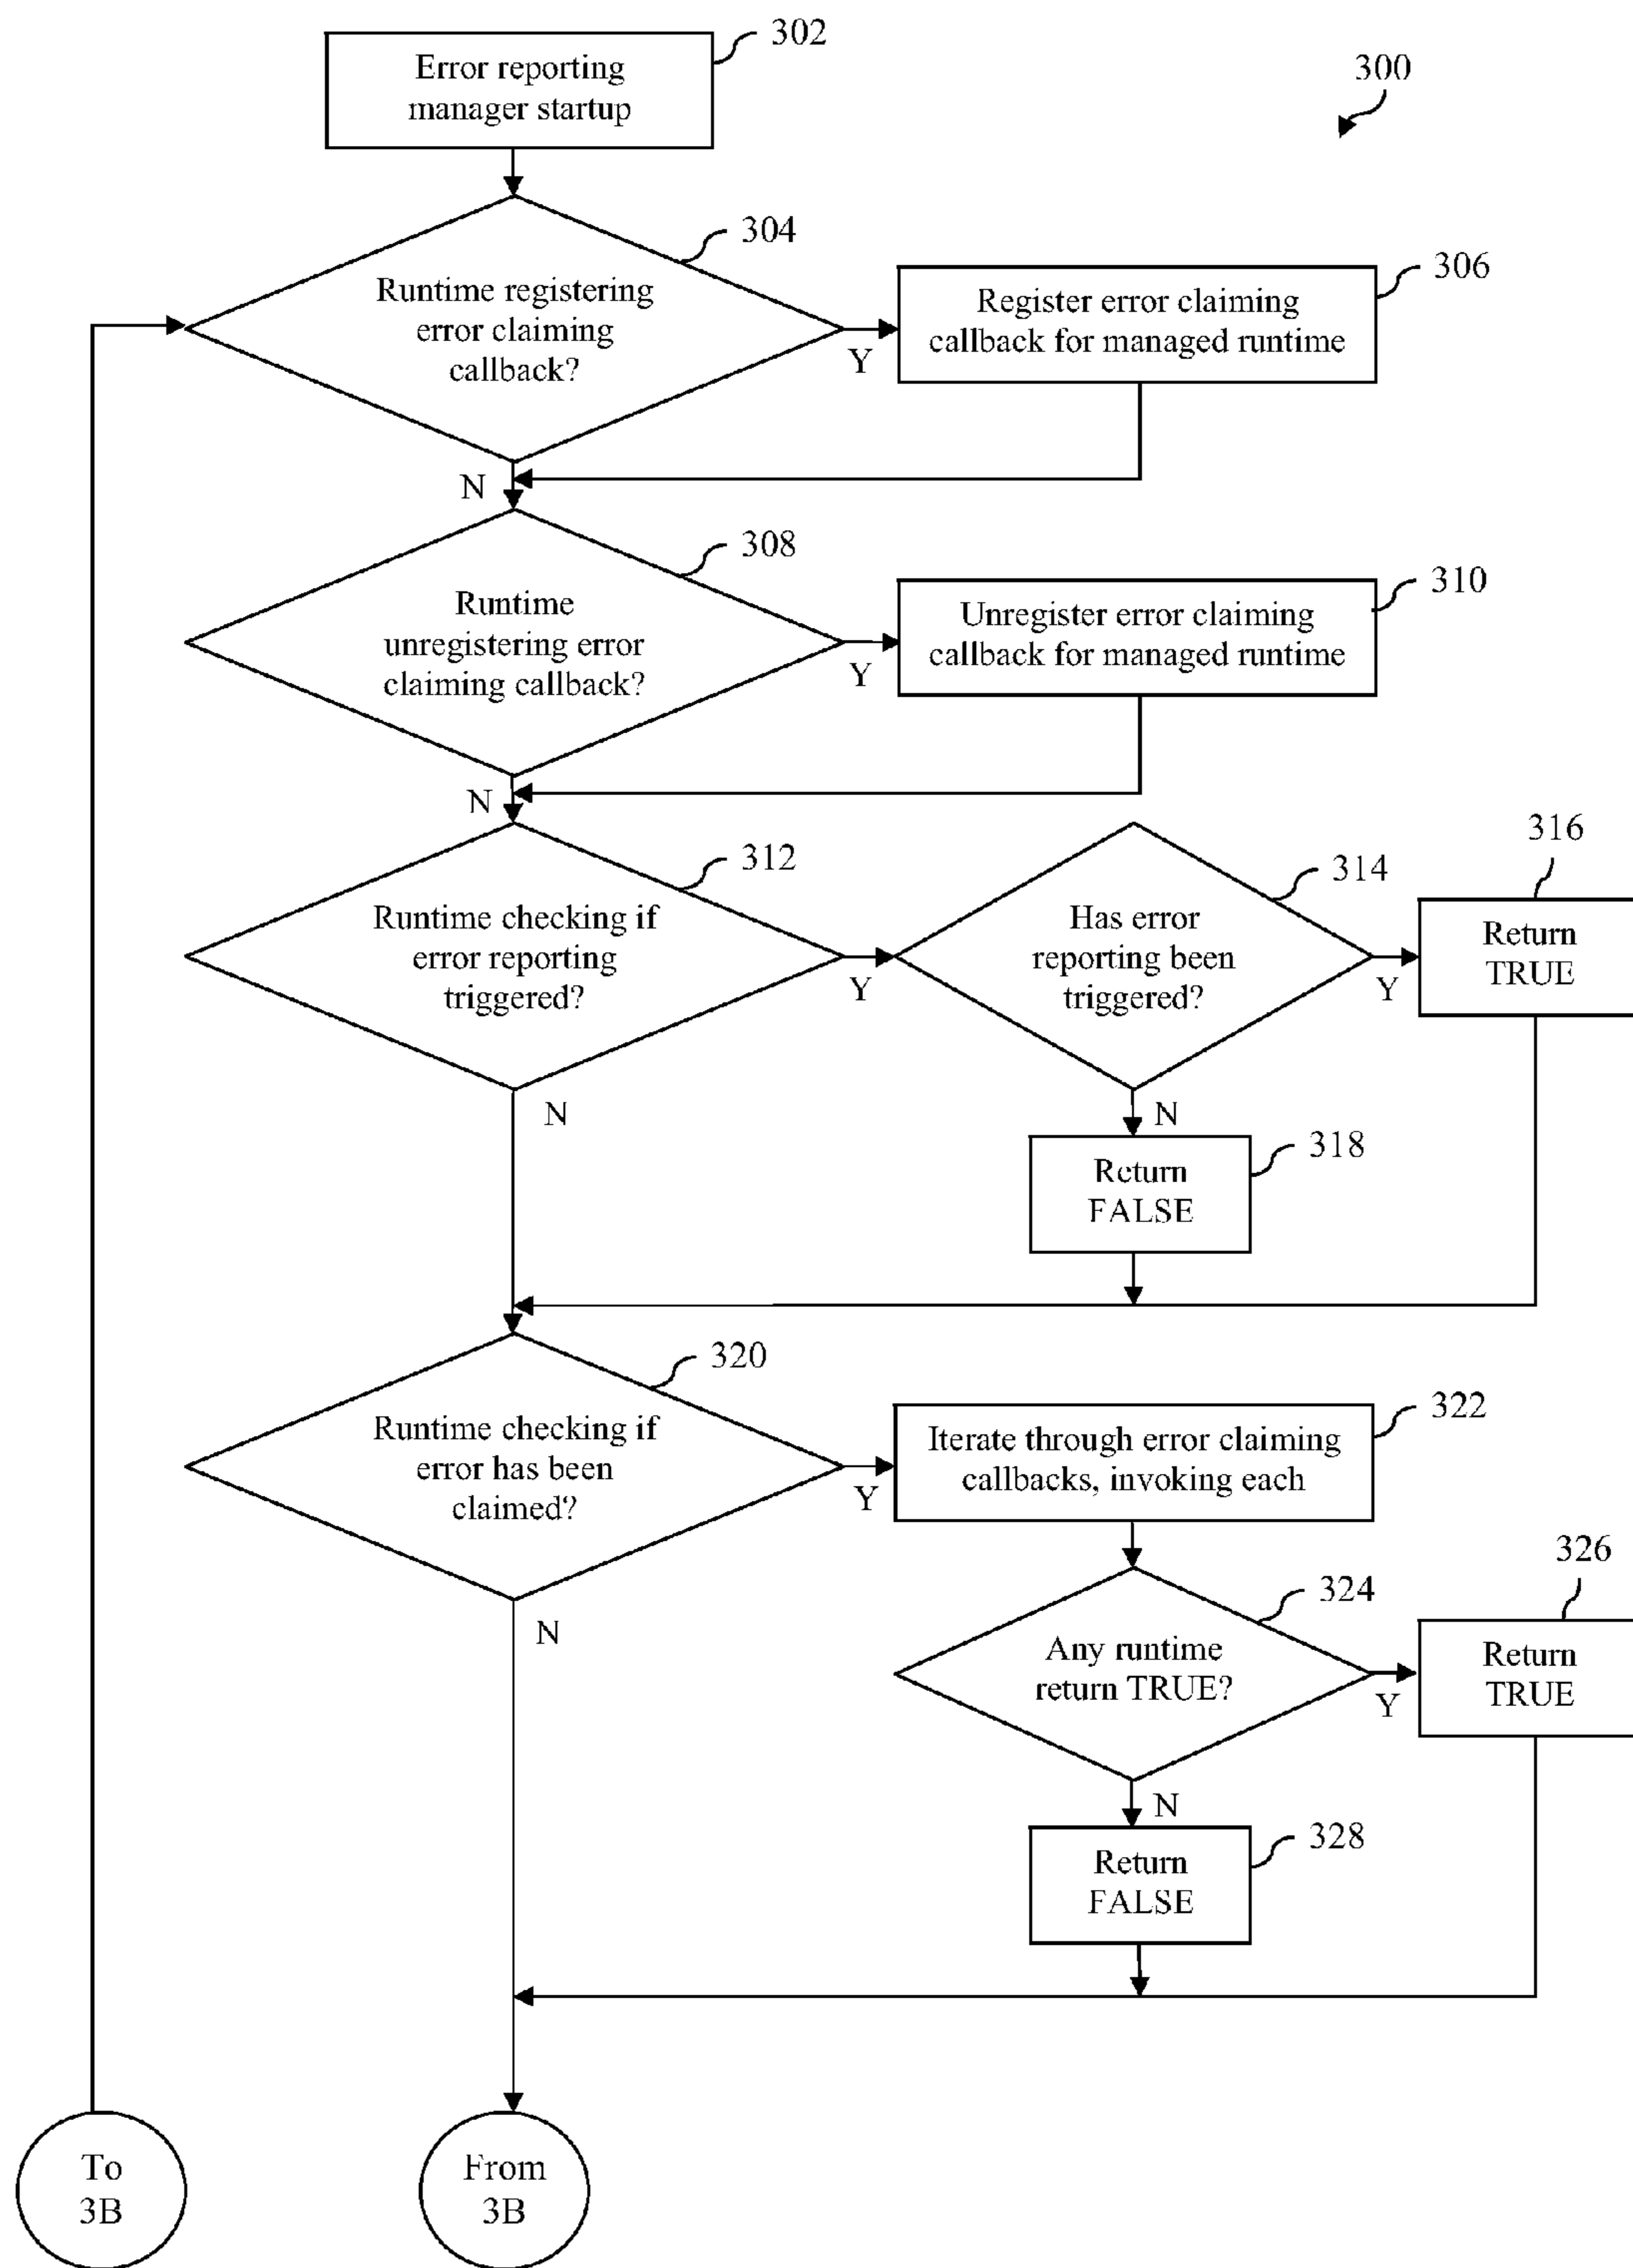 302
Error reporting
manager startup
300
304
Runtime registering
error claiming
callback?
Y
306
Register error claiming
callback for managed runtime
N
308
Runtime
unregistering error
claiming callback?
Y
310
Unregister error claiming
callback for managed runtime
N
312
Runtime checking if
error reporting
triggered?
Y
314
Has error
reporting been
triggered?
Y
316
Return
TRUE
N
N
318
Return
FALSE
320
Runtime checking if
error has been
claimed?
Y
322
Iterate through error claiming
callbacks, invoking each
N
324
Any runtime
return TRUE?
Y
326
Return
TRUE
N
328
Return
FALSE
To
3B
From
3B